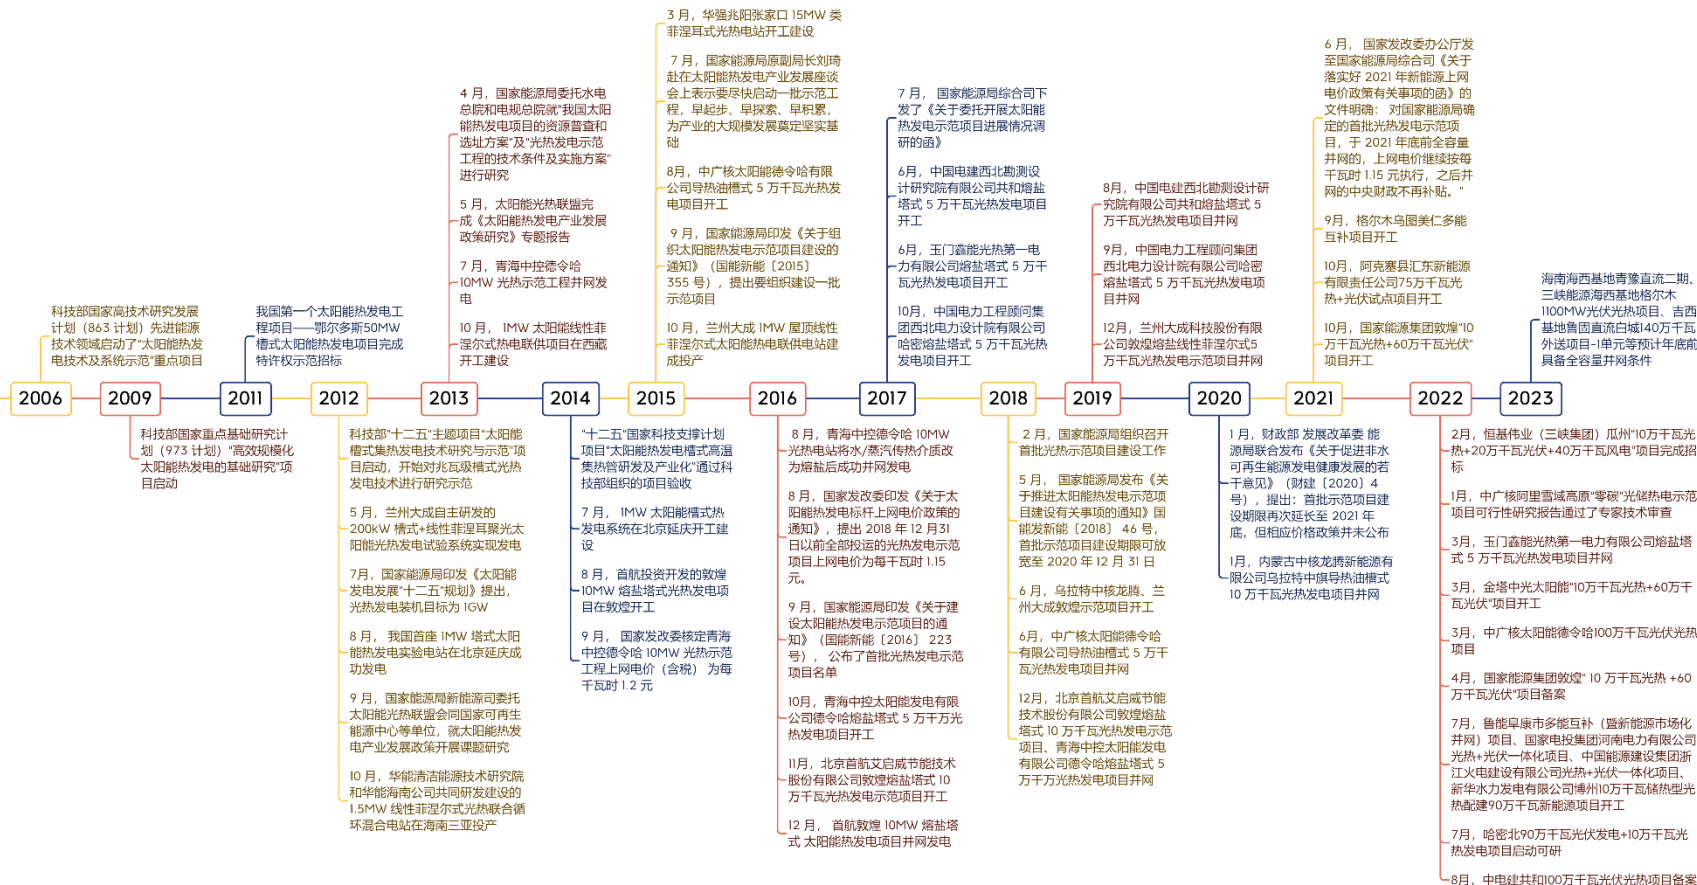 科技部国家高技术研究发展
计划（863 计划）先进能源
技术领域启动了"太阳能热发
电技术及系统示范"重点项目
2006
2009
科技部国家重点基础研究计
划（973 计划）"高效规模化
太阳能热发电的基础研究"项
目启动
我国第一个太阳能热发电工
程项目——鄂尔多斯50MW
槽式太阳能热发电项目完成
特许权示范招标
2011
2012
科技部"十二五"主题项目"太阳能
槽式集热发电技术研究与示范"项
目启动，开始对兆瓦级槽式光热
发电技术进行研究示范
5 月，兰州大成自主研发的
200kW 槽式+线性菲涅耳聚光太
阳能光热发电试验系统实现发电
7月，国家能源局印发《太阳能
发电发展"十二五"规划》提出，
光热发电装机目标为 1GW
8 月， 我国首座 1MW 塔式太阳
能热发电实验电站在北京延庆成
功发电
9 月，国家能源局新能源司委托
太阳能光热联盟会同国家可再生
能源中心等单位，就太阳能热发
电产业发展政策开展课题研究
10 月，华能清洁能源技术研究院
和华能海南公司共同研发建设的
1.5MW 线性菲涅尔式光热联合循
环混合电站在海南三亚投产
4 月，国家能源局委托水电
总院和电规总院就"我国太阳
能热发电项目的资源普查和
选址方案"及"光热发电示范
工程的技术条件及实施方案"
进行研究
5 月，太阳能光热联盟完
成《太阳能热发电产业发展
政策研究》专题报告
7 月，青海中控德令哈
10MW 光热示范工程并网发
电
10 月， 1MW 太阳能线性菲
涅尔式热电联供项目在西藏
开工建设
2013
2014
"十二五"国家科技支撑计划
项目"太阳能热发电槽式高温
集热管研发及产业化"通过科
技部组织的项目验收
7 月， 1MW 太阳能槽式热
发电系统在北京延庆开工建
设
8 月，首航投资开发的敦煌
10MW 熔盐塔式光热发电项
目在敦煌开工
9 月， 国家发改委核定青海
中控德令哈 10MW 光热示范
工程上网电价（含税） 为每
千瓦时 1.2 元
3 月，华强兆阳张家口 15MW 类
菲涅耳式光热电站开工建设
7 月，国家能源局原副局长刘琦
赴在太阳能热发电产业发展座谈
会上表示要尽快启动一批示范工
程，早起步、早探索、早积累，
为产业的大规模发展奠定坚实基
础
8月，中广核太阳能德令哈有限
公司导热油槽式 5 万千瓦光热发
电项目开工
9 月，国家能源局印发《关于组
织太阳能热发电示范项目建设的
通知》（国能新能〔2015〕
355 号），提出要组织建设一批
示范项目
10 月，兰州大成 1MW 屋顶线性
菲涅尔式太阳能热电联供电站建
成投产
2015
2016
8 月，青海中控德令哈 10MW
光热电站将水/蒸汽传热介质改
为熔盐后成功并网发电
8 月，国家发改委印发《关于太
阳能热发电标杆上网电价政策的
通知》，提出 2018 年 12 月31
日以前全部投运的光热发电示范
项目上网电价为每千瓦时 1.15
元。
9 月，国家能源局印发《关于建
设太阳能热发电示范项目的通
知》（国能新能〔2016〕 223
号）， 公布了首批光热发电示范
项目名单
10月，青海中控太阳能发电有限
公司德令哈熔盐塔式 5 万千万光
热发电项目开工
11月，北京首航艾启威节能技术
股份有限公司敦煌熔盐塔式 10
万千瓦光热发电示范项目开工
12 月， 首航敦煌 10MW 熔盐塔
式 太阳能热发电项目并网发电
7 月， 国家能源局综合司下
发了《关于委托开展太阳能
热发电示范项目进展情况调
研的函》
6月，中国电建西北勘测设
计研究院有限公司共和熔盐
塔式 5 万千瓦光热发电项目
开工
6月，玉门鑫能光热第一电
力有限公司熔盐塔式 5 万千
瓦光热发电项目开工
10月，中国电力工程顾问集
团西北电力设计院有限公司
哈密熔盐塔式 5 万千瓦光热
发电项目开工
2017
2018
2 月，国家能源局组织召开
首批光热示范项目建设工作
5 月， 国家能源局发布《关
于推进太阳能热发电示范项
目建设有关事项的通知》国
能发新能〔2018〕 46 号，
首批示范项目建设期限可放
宽至 2020 年 12 月 31 日
6 月，乌拉特中核龙腾、兰
州大成敦煌示范项目开工
6月，中广核太阳能德令哈
有限公司导热油槽式 5 万千
瓦光热发电项目并网
12月，北京首航艾启威节能
技术股份有限公司敦煌熔盐
塔式 10 万千瓦光热发电示范
项目、青海中控太阳能发电
有限公司德令哈熔盐塔式 5
万千万光热发电项目并网
8月，中国电建西北勘测设计研
究院有限公司共和熔盐塔式 5
万千瓦光热发电项目并网
9月，中国电力工程顾问集团
西北电力设计院有限公司哈密
熔盐塔式 5 万千瓦光热发电项
目并网
12月，兰州大成科技股份有限
公司敦煌熔盐线性菲涅尔式5
万千瓦光热发电示范项目并网
2019
2020
1 月，财政部 发展改革委 能
源局联合发布《关于促进非水
可再生能源发电健康发展的若
干意见》（财建〔2020〕4
号），提出：首批示范项目建
设期限再次延长至 2021 年
底，但相应价格政策并未公布
1月，内蒙古中核龙腾新能源有
限公司乌拉特中旗导热油槽式
10 万千瓦光热发电项目并网
6 月， 国家发改委办公厅发
至国家能源局综合司《关于
落实好 2021 年新能源上网
电价政策有关事项的函》的
文件明确： 对国家能源局确
定的首批光热发电示范项
目，于 2021 年底前全容量
并网的，上网电价继续按每
千瓦时 1.15 元执行，之后并
网的中央财政不再补贴。"
9月，格尔木乌图美仁多能
互补项目开工
10月，阿克塞县汇东新能源
有限责任公司75万千瓦光
热+光伏试点项目开工
10月，国家能源集团敦煌"10
万千瓦光热+60万千瓦光伏"
项目开工
2021
2022
2月，恒基伟业（三峡集团）瓜州"10万千瓦光
热+20万千瓦光伏+40万千瓦风电"项目完成招
标
1月，中广核阿里雪域高原"零碳"光储热电示范
项目可行性研究报告通过了专家技术审查
3月，玉门鑫能光热第一电力有限公司熔盐塔
式 5 万千瓦光热发电项目并网
3月，金塔中光太阳能"10万千瓦光热+60万千
瓦光伏"项目开工
3月，中广核太阳能德令哈100万千瓦光伏光热
项目
4月，国家能源集团敦煌" 10 万千瓦光热 +60
万千瓦光伏"项目备案
7月，鲁能阜康市多能互补（暨新能源市场化
并网）项目、国家电投集团河南电力有限公司
光热+光伏一体化项目、中国能源建设集团浙
江火电建设有限公司光热+光伏一体化项目、
新华水力发电有限公司博州10万千瓦储热型光
热配建90万千瓦新能源项目开工
7月，哈密北90万千瓦光伏发电+10万千瓦光
热发电项目启动可研
8月，中电建共和100万千瓦光伏光热项目备案
海南海西基地青豫直流二期、
三峡能源海西基地格尔木
1100MW光伏光热项目、吉西
基地鲁固直流白城140万千瓦
外送项目-1单元等预计年底前
具备全容量并网条件
2023